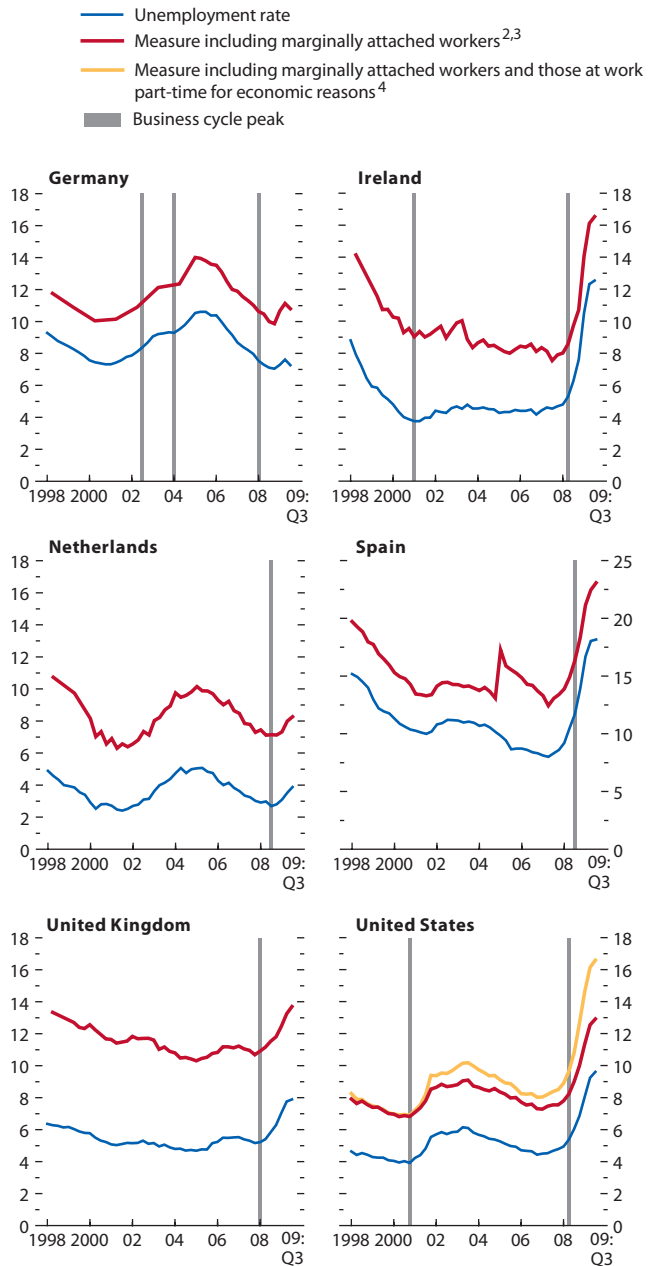 Unemployment rate
Measure including marginally attached workers2,3
Measure including marginally attached workers and those at work
part-time for economic reasons4
Business cycle peak
Germany
18
16
14
12
10
8
6
4
2
0
1998 2000 02 04 06 08 09:
Q3
Ireland
18
16
14
12
10
8
6
4
2
0
1998 2000 02 04 06 08 09:
Q3
Netherlands
18
16
14
12
10
8
6
4
2
0
1998 2000 02 04 06 08 09:
Q3
Spain
25
20
15
10
5
0
1998 2000 02 04 06 08 09:
Q3
United Kingdom
18
16
14
12
10
8
6
4
2
0
1998 2000 02 04 06 08 09:
Q3
United States
18
16
14
12
10
8
6
4
2
0
1998 2000 02 04 06 08 09:
Q3